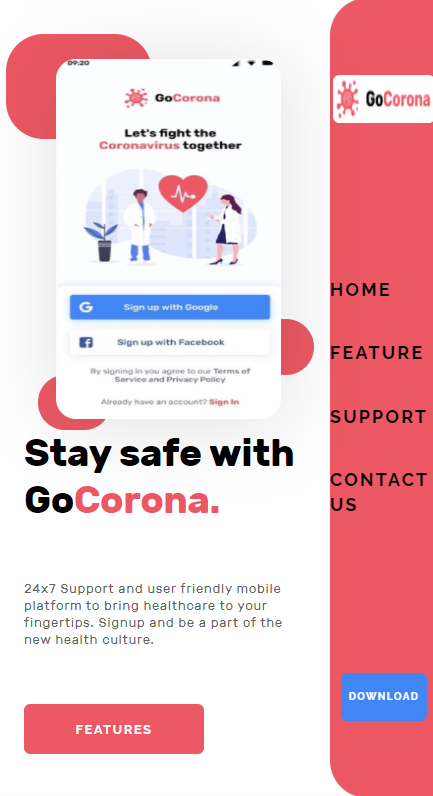 09:20
GoCorona
Let's fight the
Coronavirus together
Sign up with Google
Sign up with Facebook
By signing in you agree to our Terms of
Service and Privacy Policy
Already have an account? Sign In
Stay safe with
GoCorona.
24x7 Support and user friendly mobile
platform to bring healthcare to your
fingertips. Signup and be a part of the
new health culture.
FEATURES
GoCorona
HOME
FEATURE
SUPPORT
CONTACT
US
DOWNLOAD